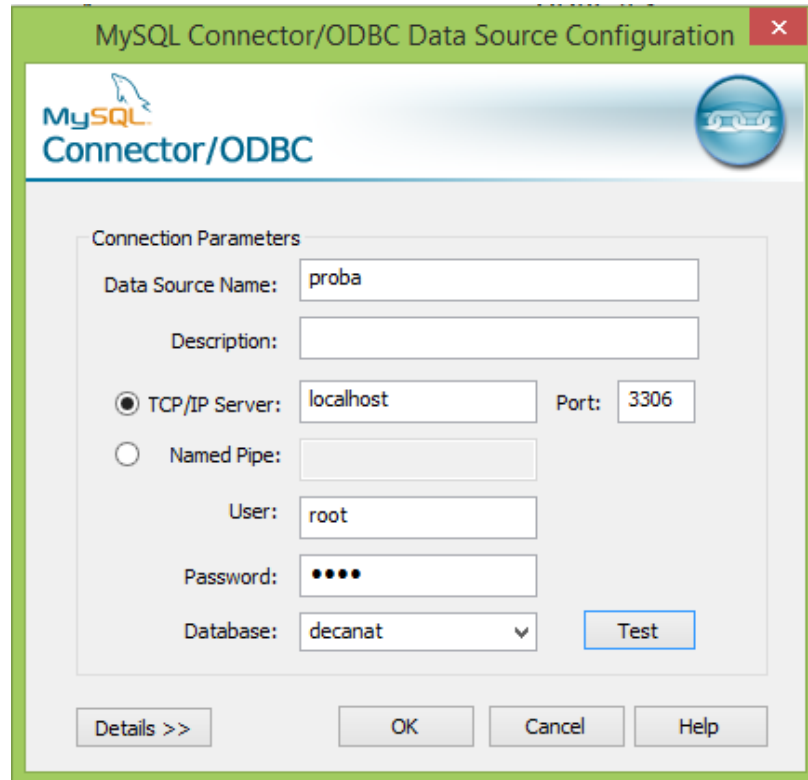 MySQL Connector/ODBC Data Source Configuration
MySQL
Connector/ODBC
Connection Parameters
Data Source Name: proba
Description:
TCP/IP Server: localhost Port: 3306
Named Pipe:
User: root
Password: ••••
Database: decanat Test
Details >> OK Cancel Help